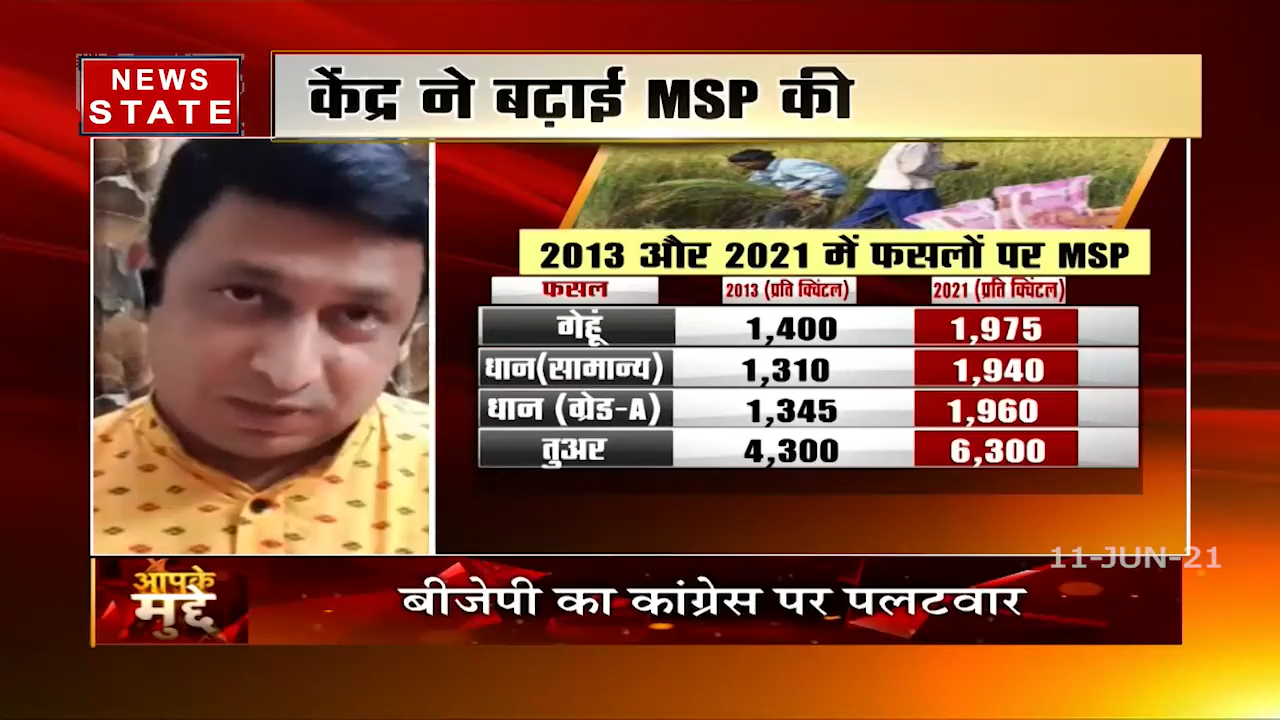 NEWS
STATE
केंद्र ने बढ़ाई MSP की
2013 और 2021 में फसलों पर MSP
फसल 2013 (प्रति क्विंटल) 2021 (प्रति क्विंटल)
गेहूं 1,400 1,975
धान(सामान्य) 1,310 1,940
धान (ग्रेड-A) 1,345 1,960
तुअर 4,300 6,300
11-JUN-21
आपके
मुद्दे
बीजेपी का कांग्रेस पर पलटवार